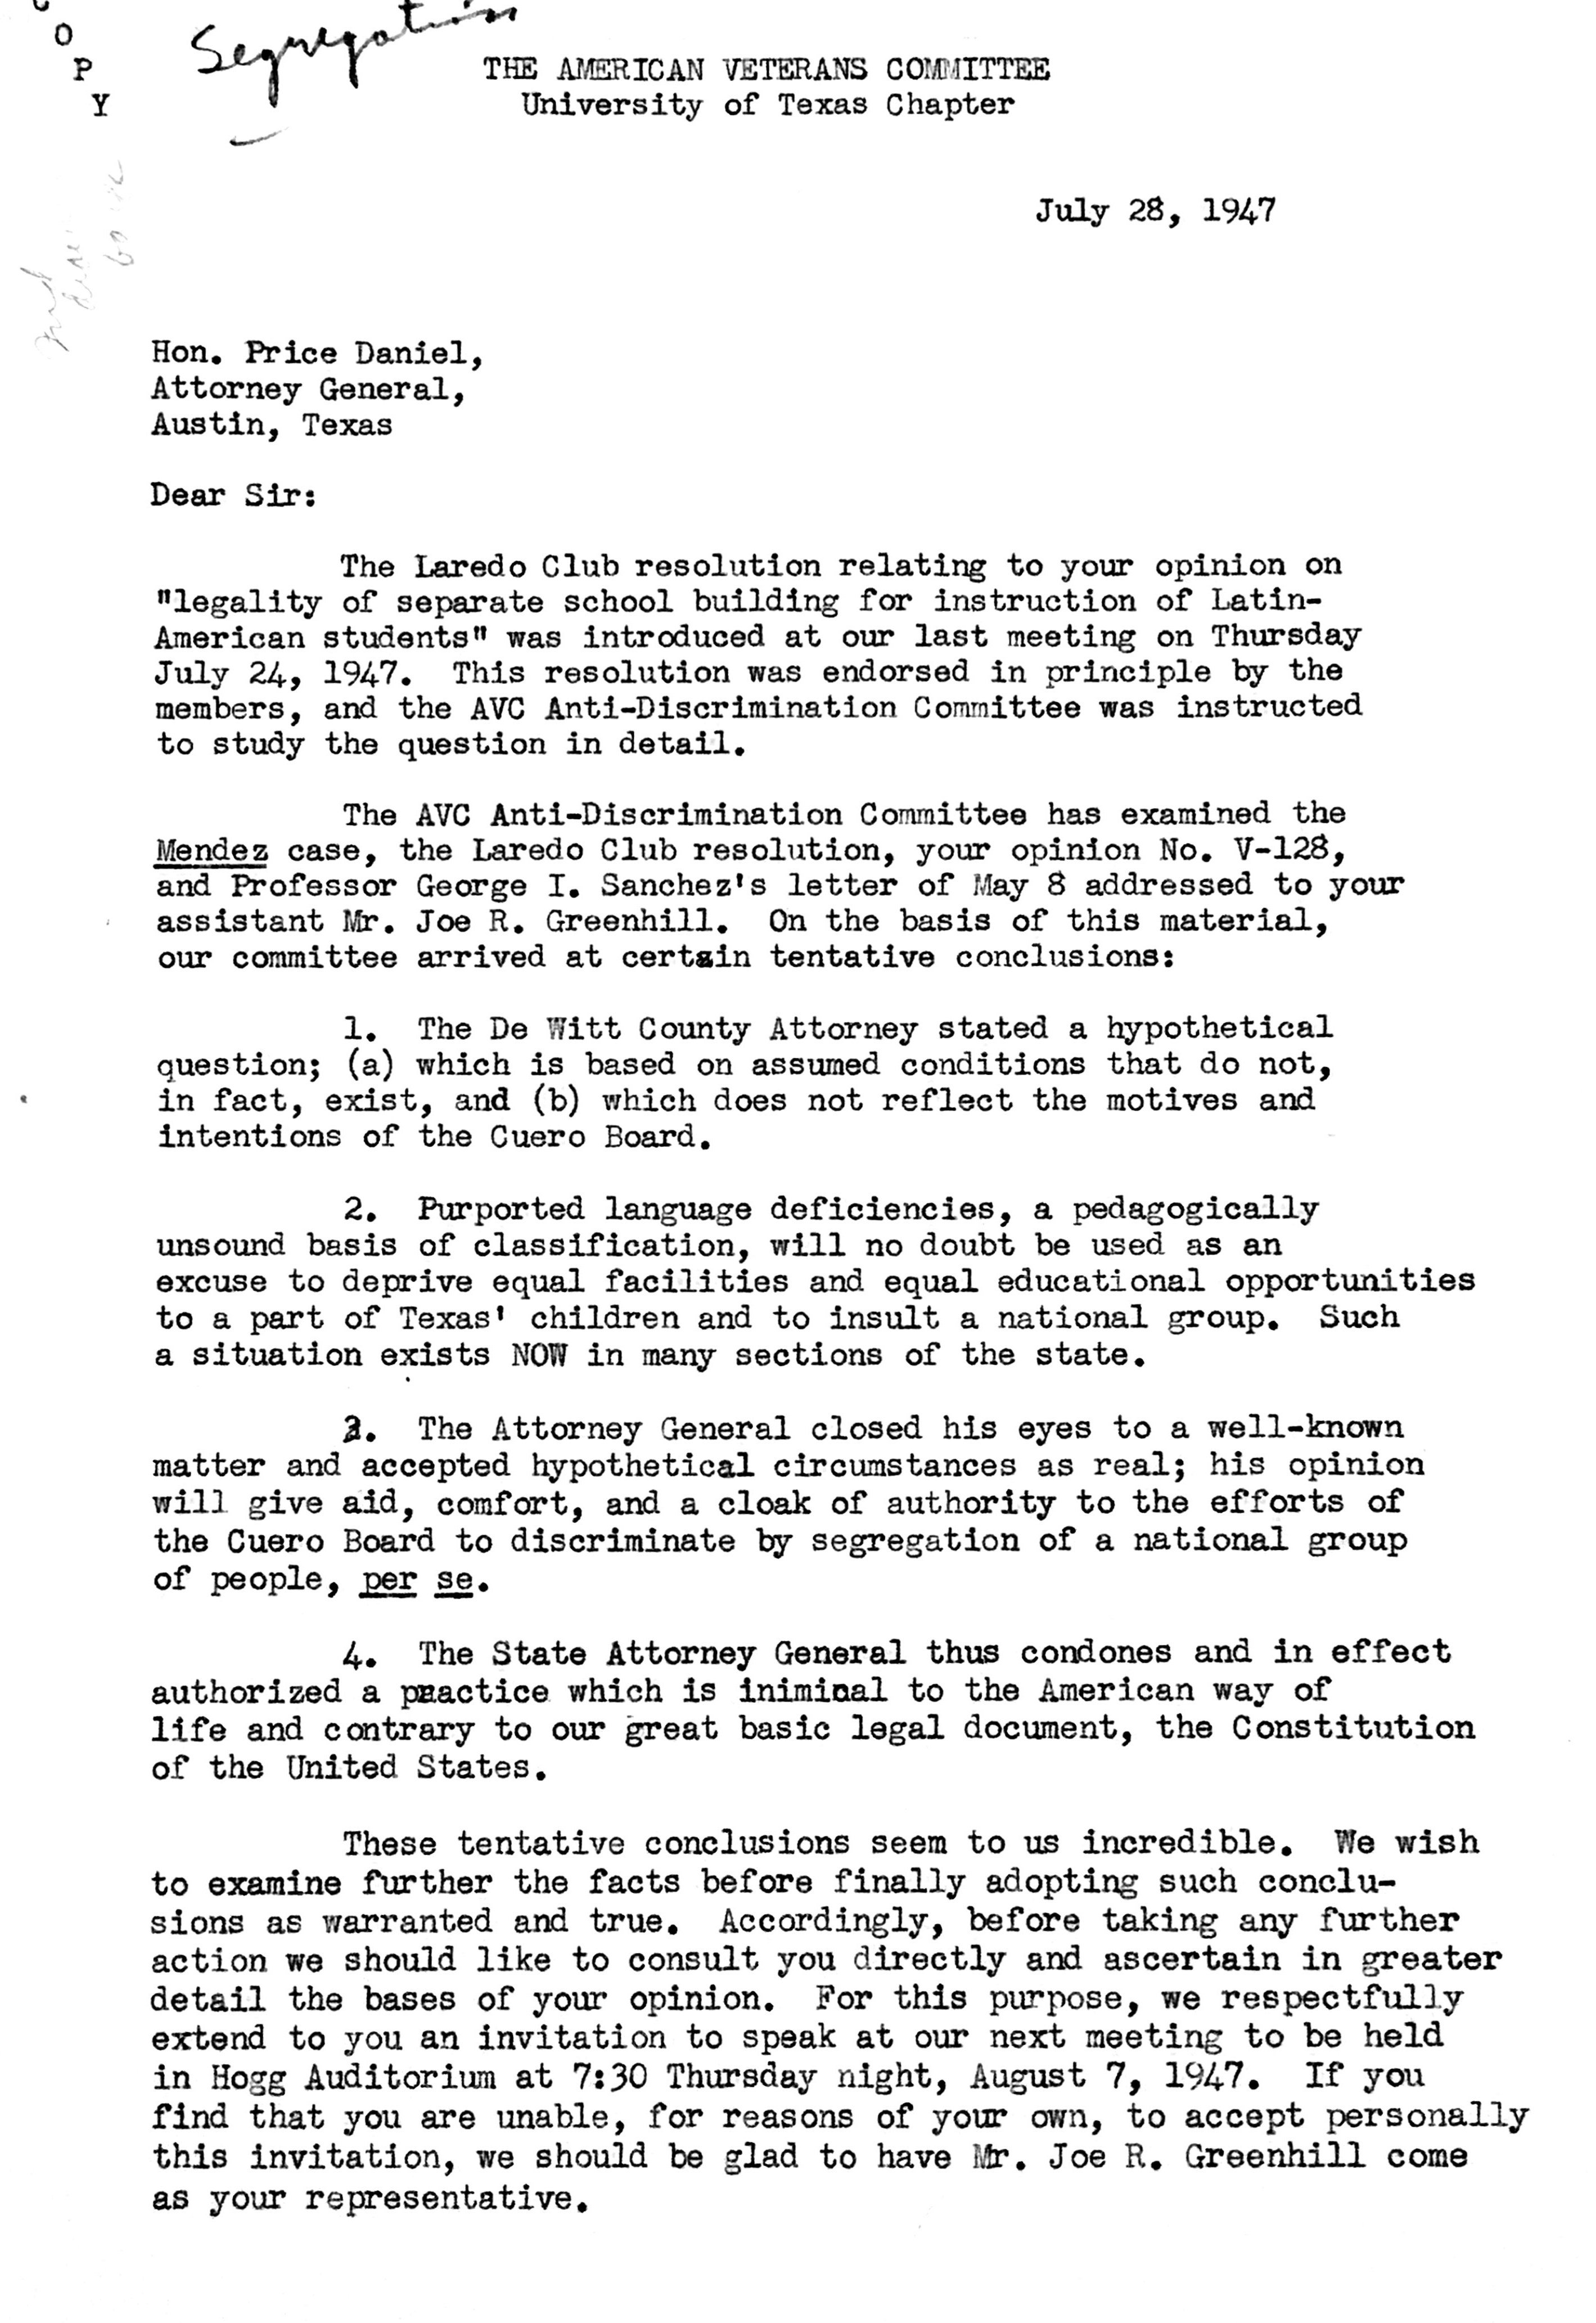 C
O
P
Y
Segregation
THE AMERICAN VETERANS COMMITTEE
University of Texas Chapter
July 28, 1947
Hon. Price Daniel,
Attorney General,
Austin, Texas
Dear Sir:
The Laredo Club resolution relating to your opinion on
"legality of separate school building for instruction of Latin-
American students" was introduced at our last meeting on Thursday
July 24, 1947. This resolution was endorsed in principle by the
members, and the AVC Anti-Discrimination Committee was instructed
to study the question in detail.
The AVC Anti-Discrimination Committee has examined the
Mendez case, the Laredo Club resolution, your opinion No. V-128,
and Professor George I. Sanchez's letter of May 8 addressed to your
assistant Mr. Joe R. Greenhill. On the basis of this material,
our committee arrived at certain tentative conclusions:
1. The De Witt County Attorney stated a hypothetical
question; (a) which is based on assumed conditions that do not,
in fact, exist, and (b) which does not reflect the motives and
intentions of the Cuero Board.
2. Purported language deficiencies, a pedagogically
unsound basis of classification, will no doubt be used as an
excuse to deprive equal facilities and equal educational opportunities
to a part of Texas' children and to insult a national group. Such
a situation exists NOW in many sections of the state.
3. The Attorney General closed his eyes to a well-known
matter and accepted hypothetical circumstances as real; his opinion
will give aid, comfort, and a cloak of authority to the efforts of
the Cuero Board to discriminate by segregation of a national group
of people, per se.
4. The State Attorney General thus condones and in effect
authorized a practice which is inimical to the American way of
life and contrary to our great basic legal document, the Constitution
of the United States.
These tentative conclusions seem to us incredible. We wish
to examine further the facts before finally adopting such conclu-
sions as warranted and true. Accordingly, before taking any further
action we should like to consult you directly and ascertain in greater
detail the bases of your opinion. For this purpose, we respectfully
extend to you an invitation to speak at our next meeting to be held
in Hogg Auditorium at 7:30 Thursday night, August 7, 1947. If you
find that you are unable, for reasons of your own, to accept personally
this invitation, we should be glad to have Mr. Joe R. Greenhill come
as your representative.